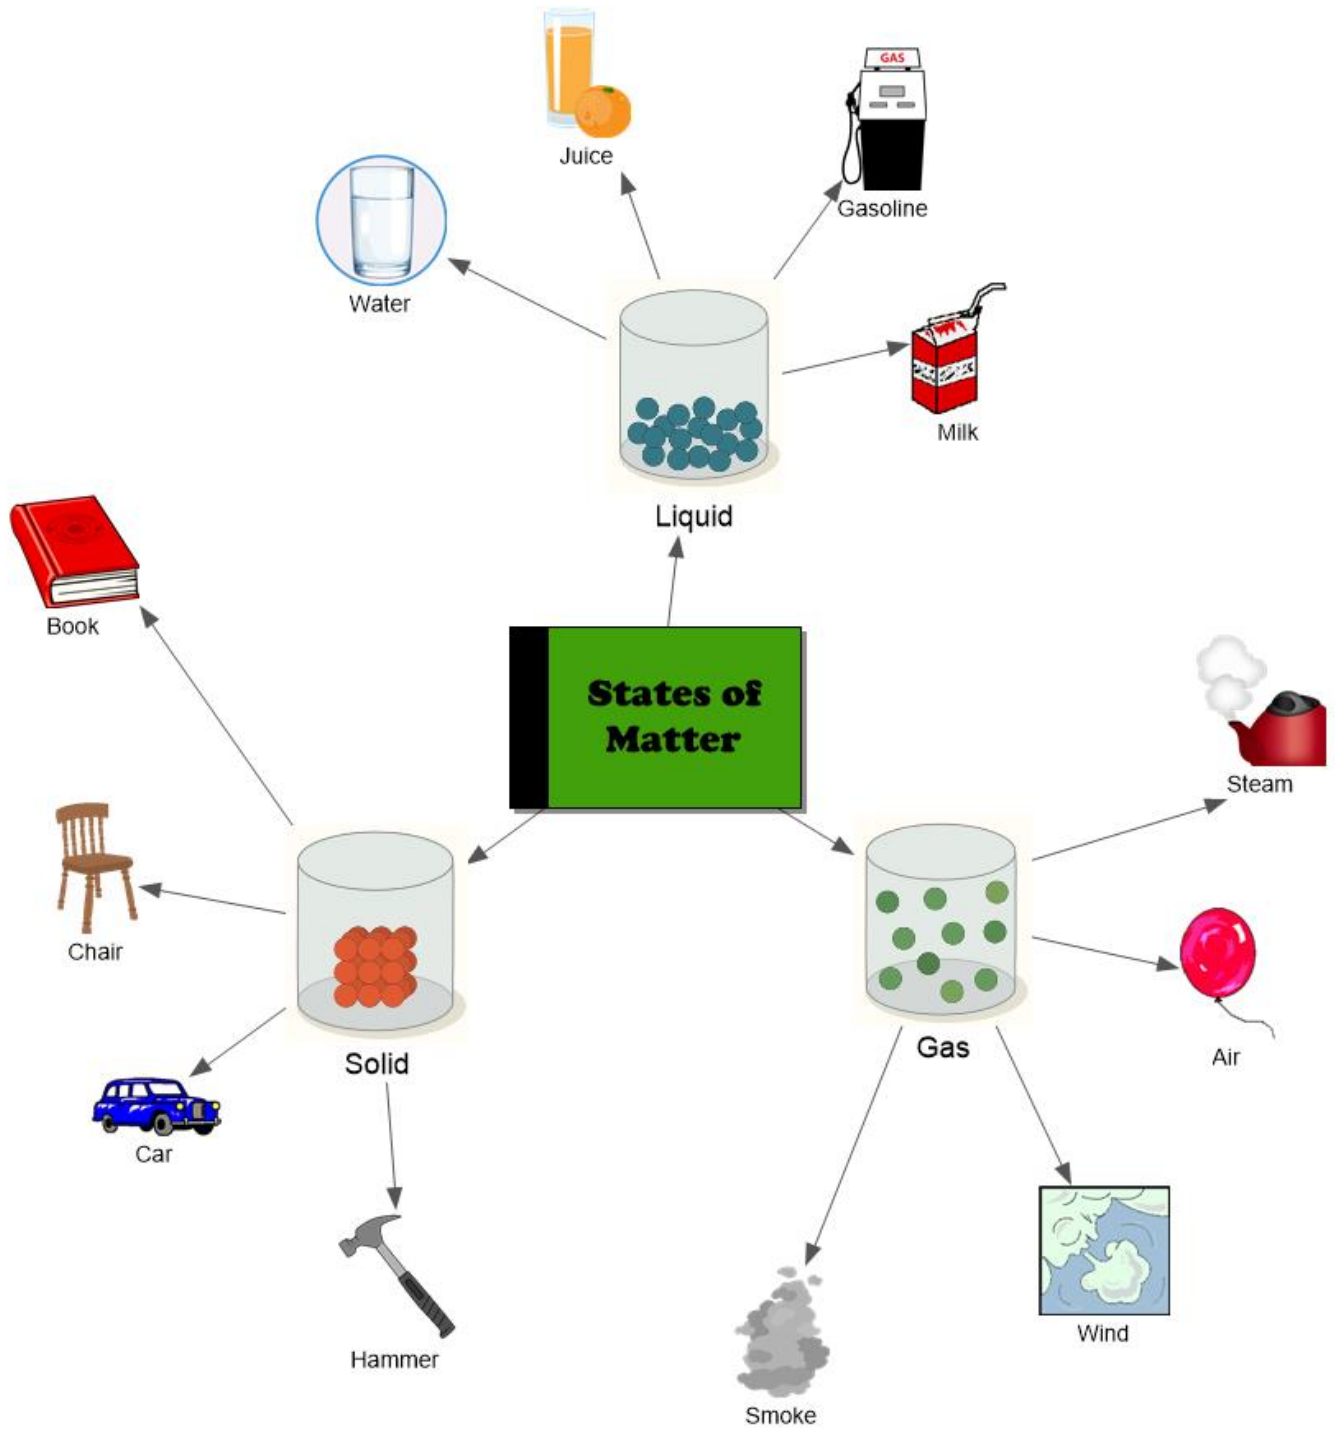 GAS
Juice
Gasoline
Water
Milk
Liquid
Book
States of
Matter
Steam
Chair
Solid
Gas
Air
Car
Hammer
Wind
Smoke